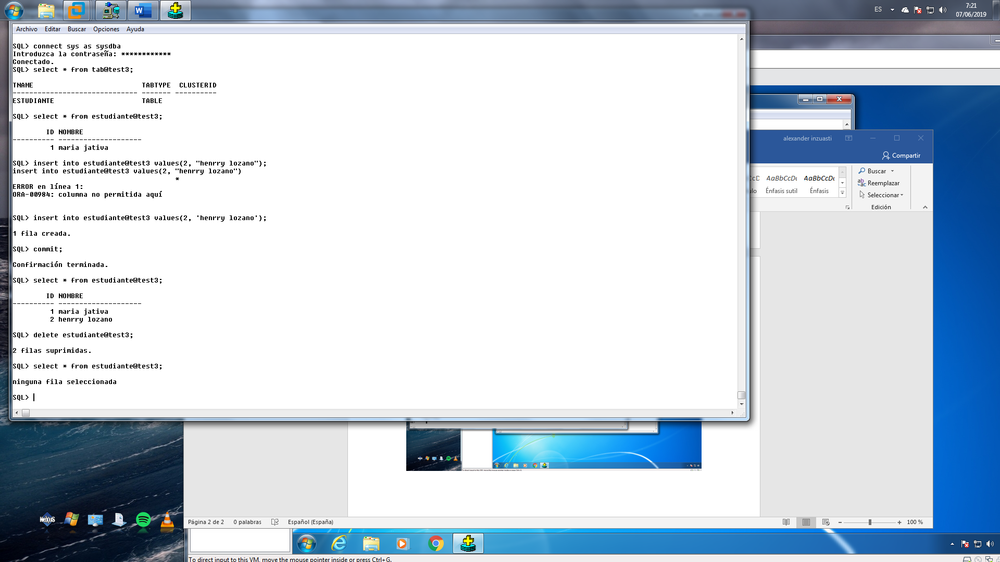 ES
7:21
07/06/2019
Archivo Editar Buscar Opciones Ayuda
SQL> connect sys as sysdba
Introduzca la contraseña: ************
Conectado.
SQL> select * from tab@test3;
TNAME TABTYPE CLUSTERID
------------------------------ ------- ----------
ESTUDIANTE TABLE
SQL> select * from estudiante@test3;
ID NOMBRE
---------- --------------------
1 maria jativa
SQL> insert into estudiante@test3 values(2, "henrry lozano");
insert into estudiante@test3 values(2, "henrry lozano")
*
ERROR en línea 1:
ORA-00984: columna no permitida aquí
SQL> insert into estudiante@test3 values(2, 'henrry lozano');
1 fila creada.
SQL> commit;
Confirmación terminada.
SQL> select * from estudiante@test3;
ID NOMBRE
---------- --------------------
1 maria jativa
2 henrry lozano
SQL> delete estudiante@test3;
2 filas suprimidas.
SQL> select * from estudiante@test3;
ninguna fila seleccionada
SQL>
alexander inzuasti
Compartir
AaBbCcDc AaBbCcDc
Énfasis sutil Énfasis
Buscar
Reemplazar
Seleccionar
Edición
NEXUS
Página 2 de 2 0 palabras Español (España)
100 %
To direct input to this VM, move the mouse pointer inside or press Ctrl+G.